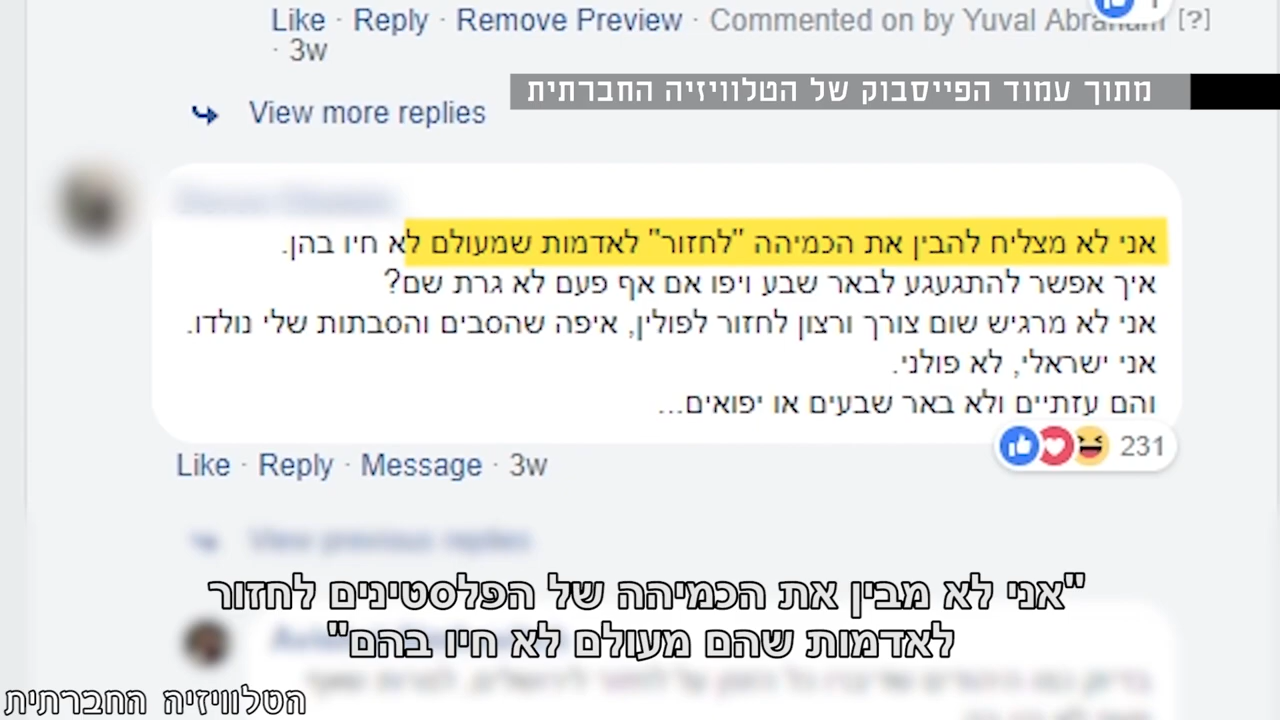 Like · Reply · Remove Preview · Commented on by Yuval Abraham [?]
· 3w
מתוך עמוד הפייסבוק של הטלוויזיה החברתית
View more replies
אני לא מצליח להבין את הכמיהה "לחזור" לאדמות שמעולם לא חיו בהן.
איך אפשר להתגעגע לבאר שבע ויפו אם אף פעם לא גרת שם?
אני לא מרגיש שום צורך ורצון לחזור לפולין, איפה שהסבים והסבתות שלי נולדו.
אני ישראלי, לא פולני.
והם עזתיים ולא באר שבעים או יפואים...
231
Like · Reply · Message · 3w
View previous replies
"אני לא מבין את הכמיהה של הפלסטינים לחזור
לאדמות שהם מעולם לא חיו בהם"
הטלוויזיה החברתית